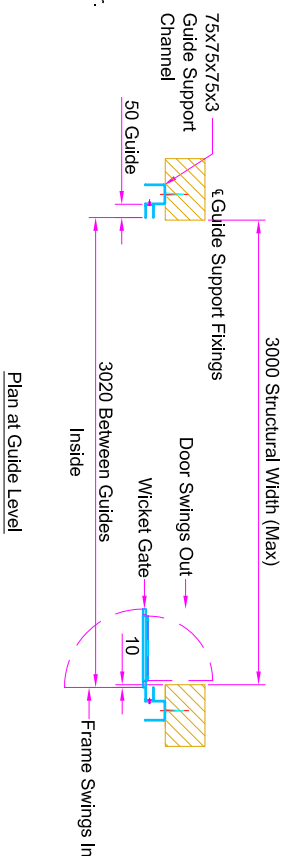 3000 Structural Width (Max)
75x75x75x3
Guide Support
Channel
℄Guide Support Fixings
50 Guide
3020 Between Guides
Inside
Door Swings Out
Wicket Gate
10
Frame Swings In
Plan at Guide Level